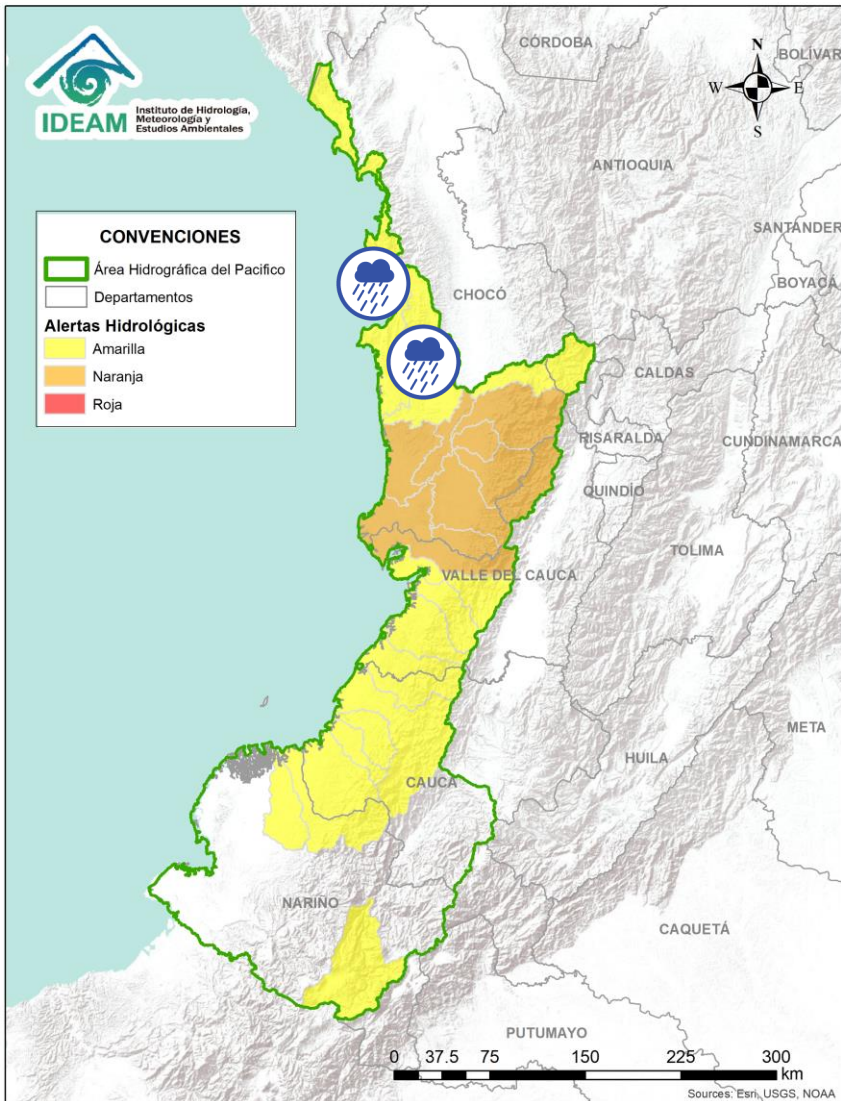 IDEAM
Instituto de Hidrología,
Meteorología y
Estudios Ambientales
CONVENCIONES
Área Hidrográfica del Pacifico
Departamentos
Alertas Hidrológicas
Amarilla
Naranja
Roja
N
W
E
S
CÓRDOBA
BOLÍVAR
ANTIOQUIA
SANTANDER
BOYACÁ
CHOCÓ
CALDAS
RISARALDA
CUNDINAMARCA
QUINDÍO
TOLIMA
VALLE DEL CAUCA
META
HUILA
CAUCA
NARIÑO
CAQUETÁ
PUTUMAYO
0 37.5 75 150 225 300
km
Sources: Esri, USGS, NOAA